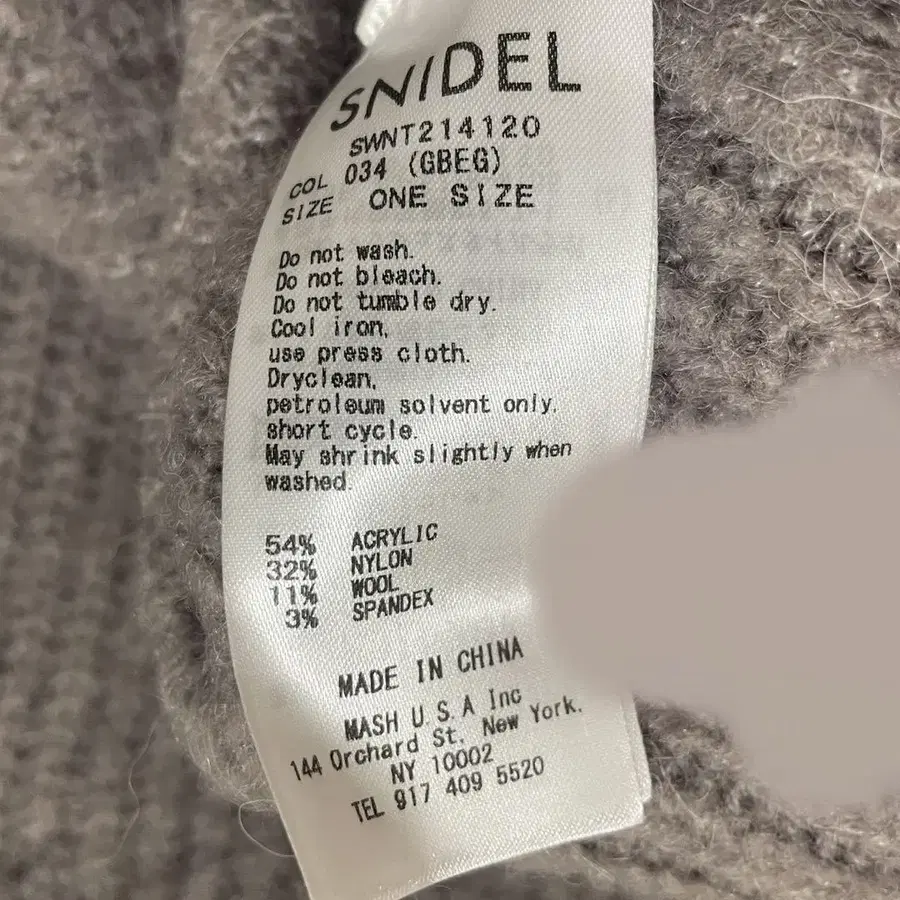 SNIDEL
SWNT214120
COL 034 (GBEG)
SIZE ONE SIZE
Do not wash.
Do not bleach.
Do not tumble dry.
Cool iron,
use press cloth.
Dryclean,
petroleum solvent only.
short cycle.
May shrink slightly when
washed.
54% ACRYLIC
32% NYLON
11% WOOL
3% SPANDEX
MADE IN CHINA
MASH U.S.A Inc
144 Orchard St. New York.
NY 10002
TEL 917 409 5520